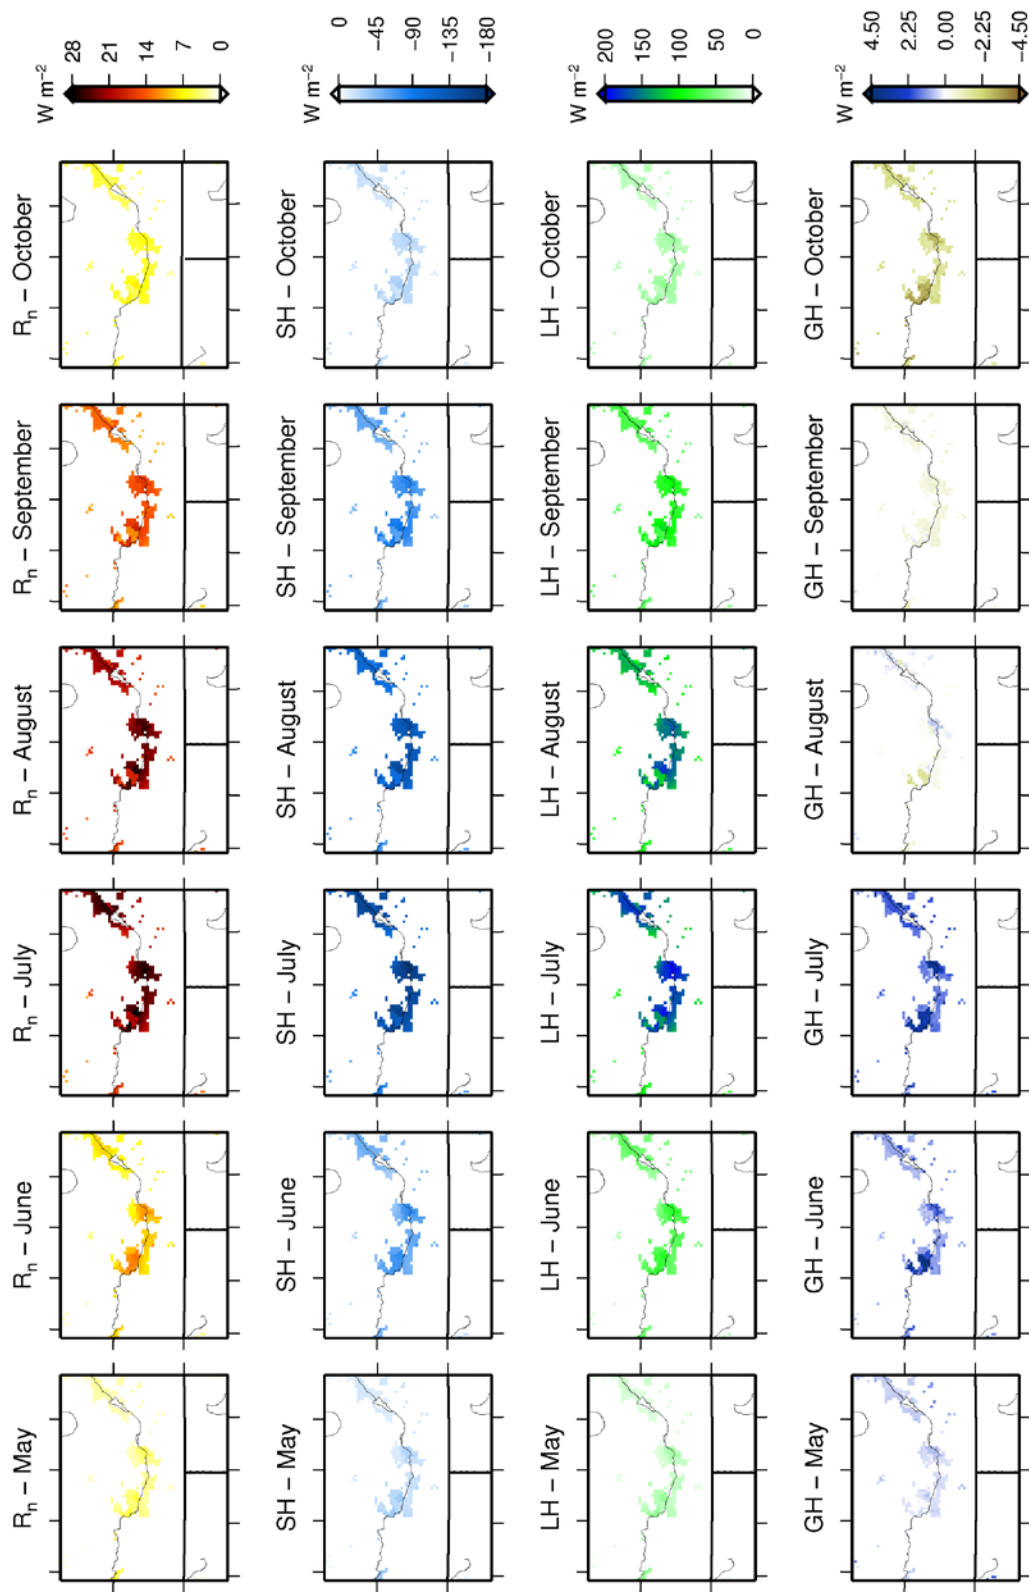 Rₙ – May
Rₙ – June
Rₙ – July
Rₙ – August
Rₙ – September
Rₙ – October
W m⁻²
28
21
14
7
0
SH – May
SH – June
SH – July
SH – August
SH – September
SH – October
W m⁻²
0
−45
−90
−135
−180
LH – May
LH – June
LH – July
LH – August
LH – September
LH – October
W m⁻²
200
150
100
50
0
GH – May
GH – June
GH – July
GH – August
GH – September
GH – October
W m⁻²
4.50
2.25
0.00
−2.25
−4.50